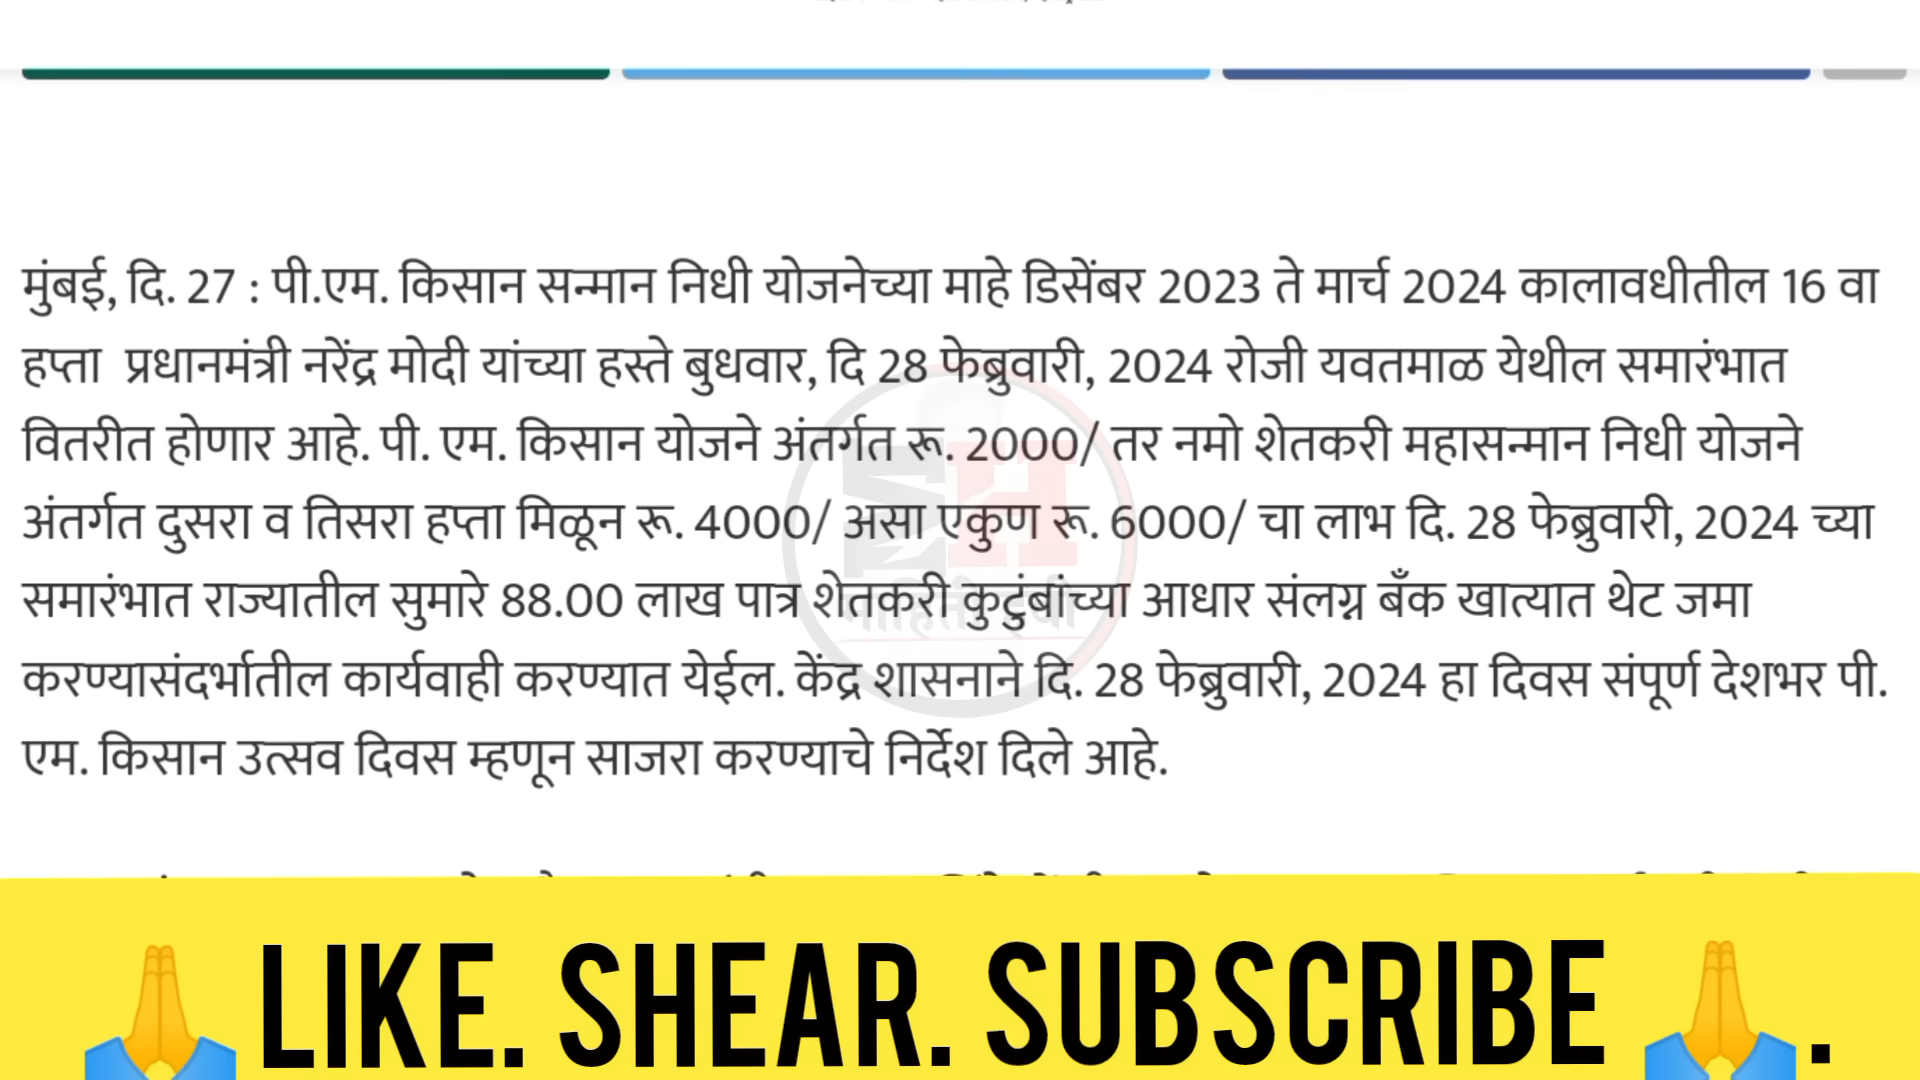 मुंबई, दि. 27 : पी.एम. किसान सन्मान निधी योजनेच्या माहे डिसेंबर 2023 ते मार्च 2024 कालावधीतील 16 वा
हप्ता प्रधानमंत्री नरेंद्र मोदी यांच्या हस्ते बुधवार, दि 28 फेब्रुवारी, 2024 रोजी यवतमाळ येथील समारंभात
वितरीत होणार आहे. पी. एम. किसान योजने अंतर्गत रू. 2000/ तर नमो शेतकरी महासन्मान निधी योजने
अंतर्गत दुसरा व तिसरा हप्ता मिळून रू. 4000/ असा एकुण रू. 6000/ चा लाभ दि. 28 फेब्रुवारी, 2024 च्या
समारंभात राज्यातील सुमारे 88.00 लाख पात्र शेतकरी कुटुंबांच्या आधार संलग्न बँक खात्यात थेट जमा
करण्यासंदर्भातील कार्यवाही करण्यात येईल. केंद्र शासनाने दि. 28 फेब्रुवारी, 2024 हा दिवस संपूर्ण देशभर पी.
एम. किसान उत्सव दिवस म्हणून साजरा करण्याचे निर्देश दिले आहे.
🙏 LIKE. SHEAR. SUBSCRIBE 🙏.